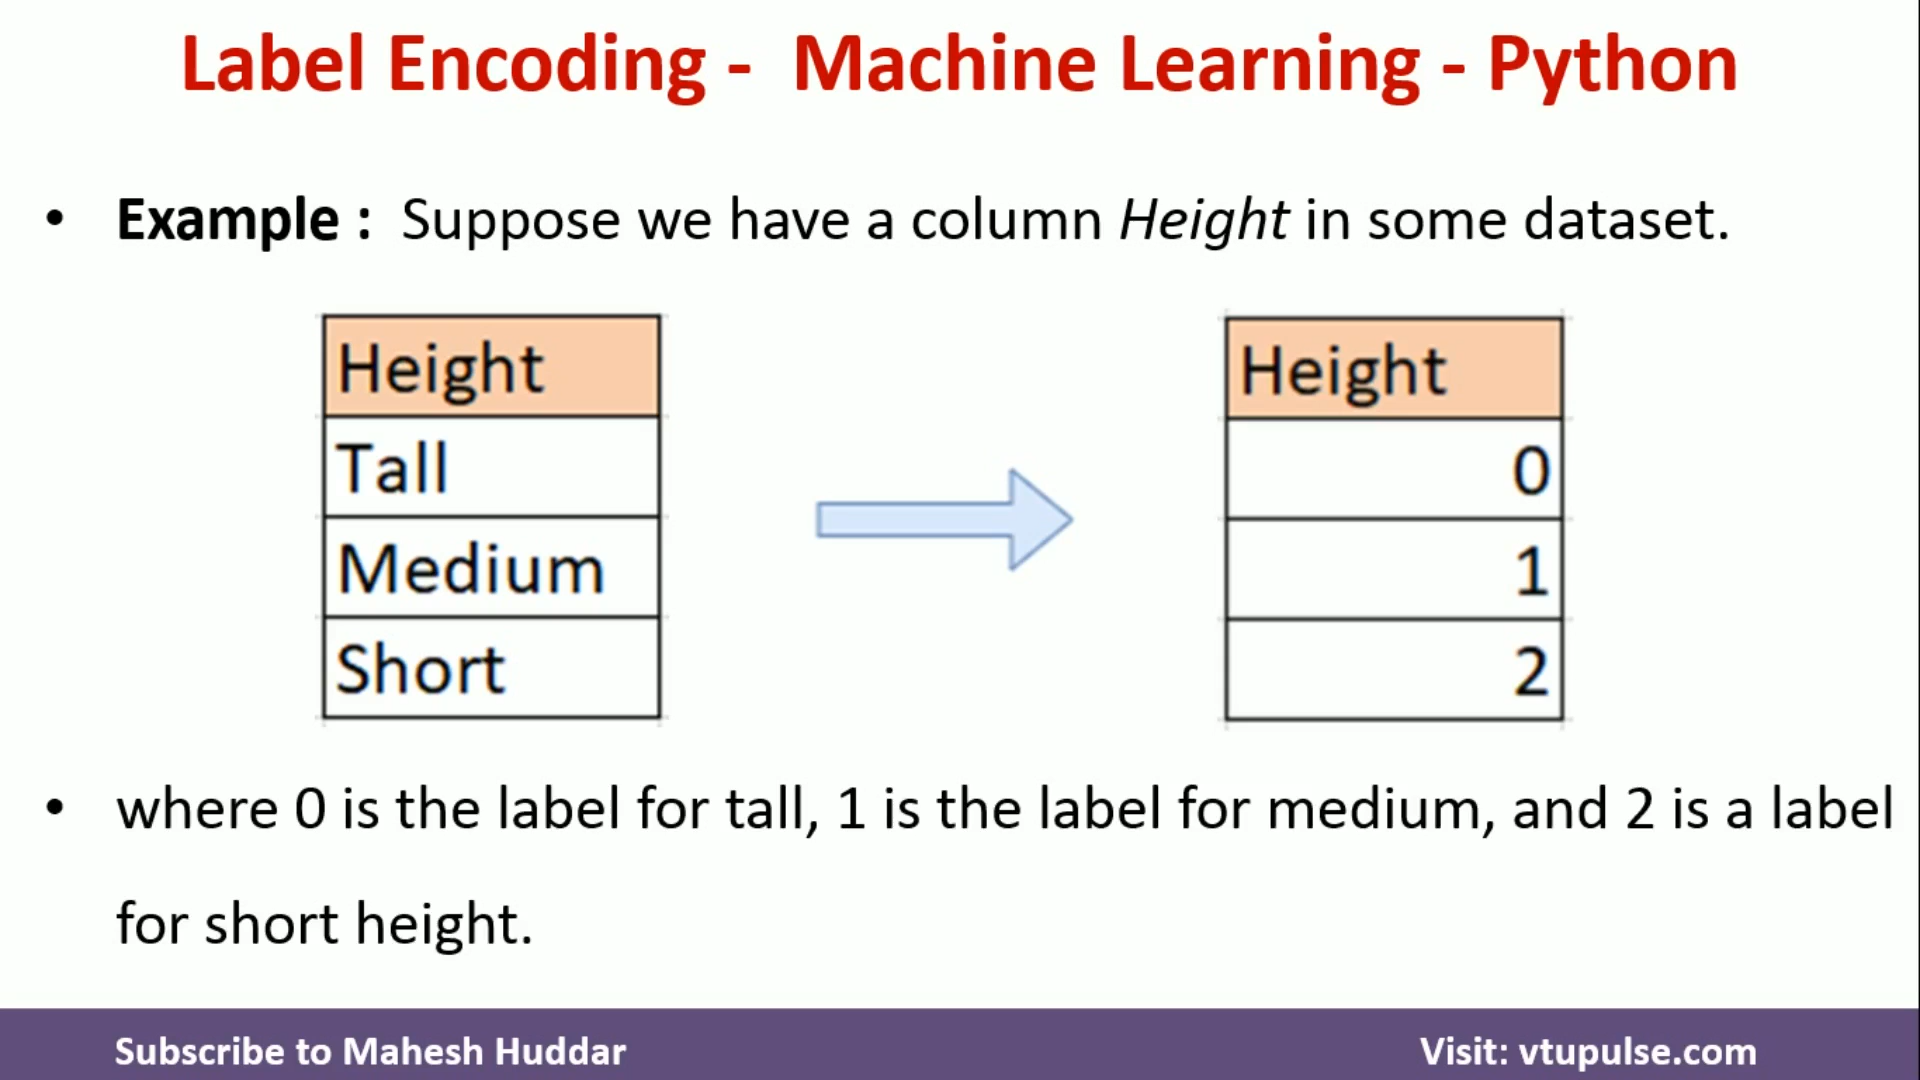 Label Encoding - Machine Learning - Python
• Example : Suppose we have a column Height in some dataset.
Height
Tall
Medium
Short
Height
0
1
2
• where 0 is the label for tall, 1 is the label for medium, and 2 is a label
for short height.
Subscribe to Mahesh Huddar
Visit: vtupulse.com